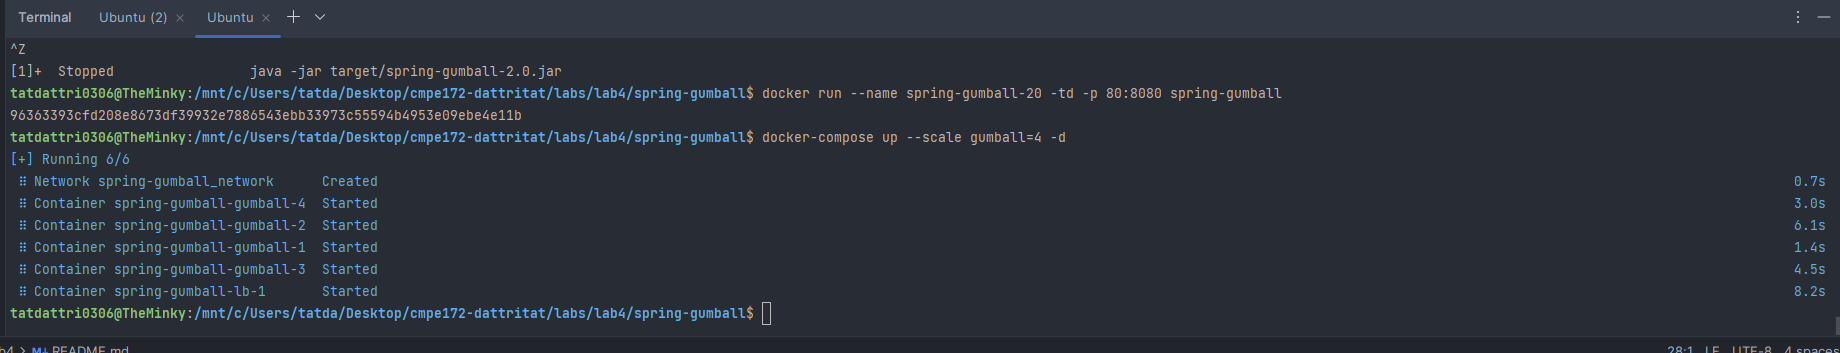 Terminal Ubuntu (2) × Ubuntu ×
^Z
[1]+  Stopped                 java -jar target/spring-gumball-2.0.jar
tatdattri0306@TheMinky:/mnt/c/Users/tatda/Desktop/cmpe172-dattritat/labs/lab4/spring-gumball$ docker run --name spring-gumball-20 -td -p 80:8080 spring-gumball
96363393cfd208e8673df39932e7886543ebb33973c55594b4953e09ebe4e11b
tatdattri0306@TheMinky:/mnt/c/Users/tatda/Desktop/cmpe172-dattritat/labs/lab4/spring-gumball$ docker-compose up --scale gumball=4 -d
[+] Running 6/6
⠿ Network spring-gumball_network      Created 0.7s
⠿ Container spring-gumball-gumball-4  Started 3.0s
⠿ Container spring-gumball-gumball-2  Started 6.1s
⠿ Container spring-gumball-gumball-1  Started 1.4s
⠿ Container spring-gumball-gumball-3  Started 4.5s
⠿ Container spring-gumball-lb-1       Started 8.2s
tatdattri0306@TheMinky:/mnt/c/Users/tatda/Desktop/cmpe172-dattritat/labs/lab4/spring-gumball$
b4 > M↓ README.md 28:1 LF UTF-8 4 spaces